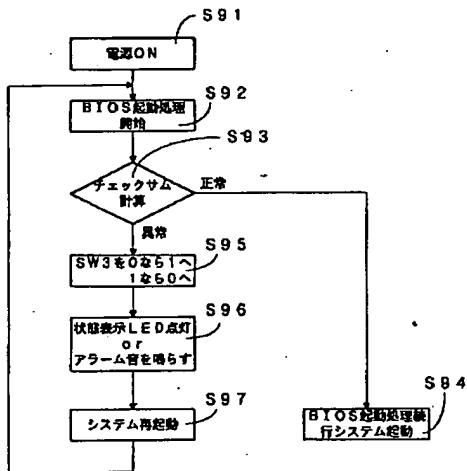 S91
電源ON
S92
BIOS起動処理
開始
S93
チェックサム
計算
正常
異常
S95
SW3を0なら1へ
1なら0へ
S96
状態表示LED点灯
or
アラーム音を鳴らす
S97
システム再起動
S94
BIOS起動処理続
行システム起動